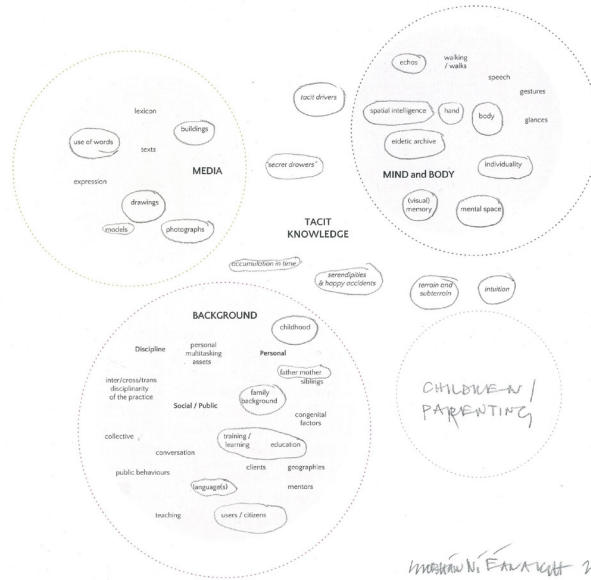 echos
walking
/ walks
speech
gestures
tacit drivers
spatial intelligence
hand
body
glances
lexicon
buildings
use of words
texts
eidetic archive
"secret drawers"
individuality
MEDIA
MIND and BODY
expression
(visual)
memory
mental space
drawings
models
photographs
TACIT
KNOWLEDGE
accumulation in time
serendipities
& happy accidents
terrain and
subterrain
intuition
BACKGROUND
childhood
Discipline
personal
multitasking
assets
Personal
father mother
siblings
inter/cross/trans
disciplinarity
of the practice
family
background
Social / Public
congenital
factors
collective
training /
learning
education
conversation
clients
geographies
public behaviours
language(s)
mentors
teaching
users / citizens
CHILDREN /
PARENTING